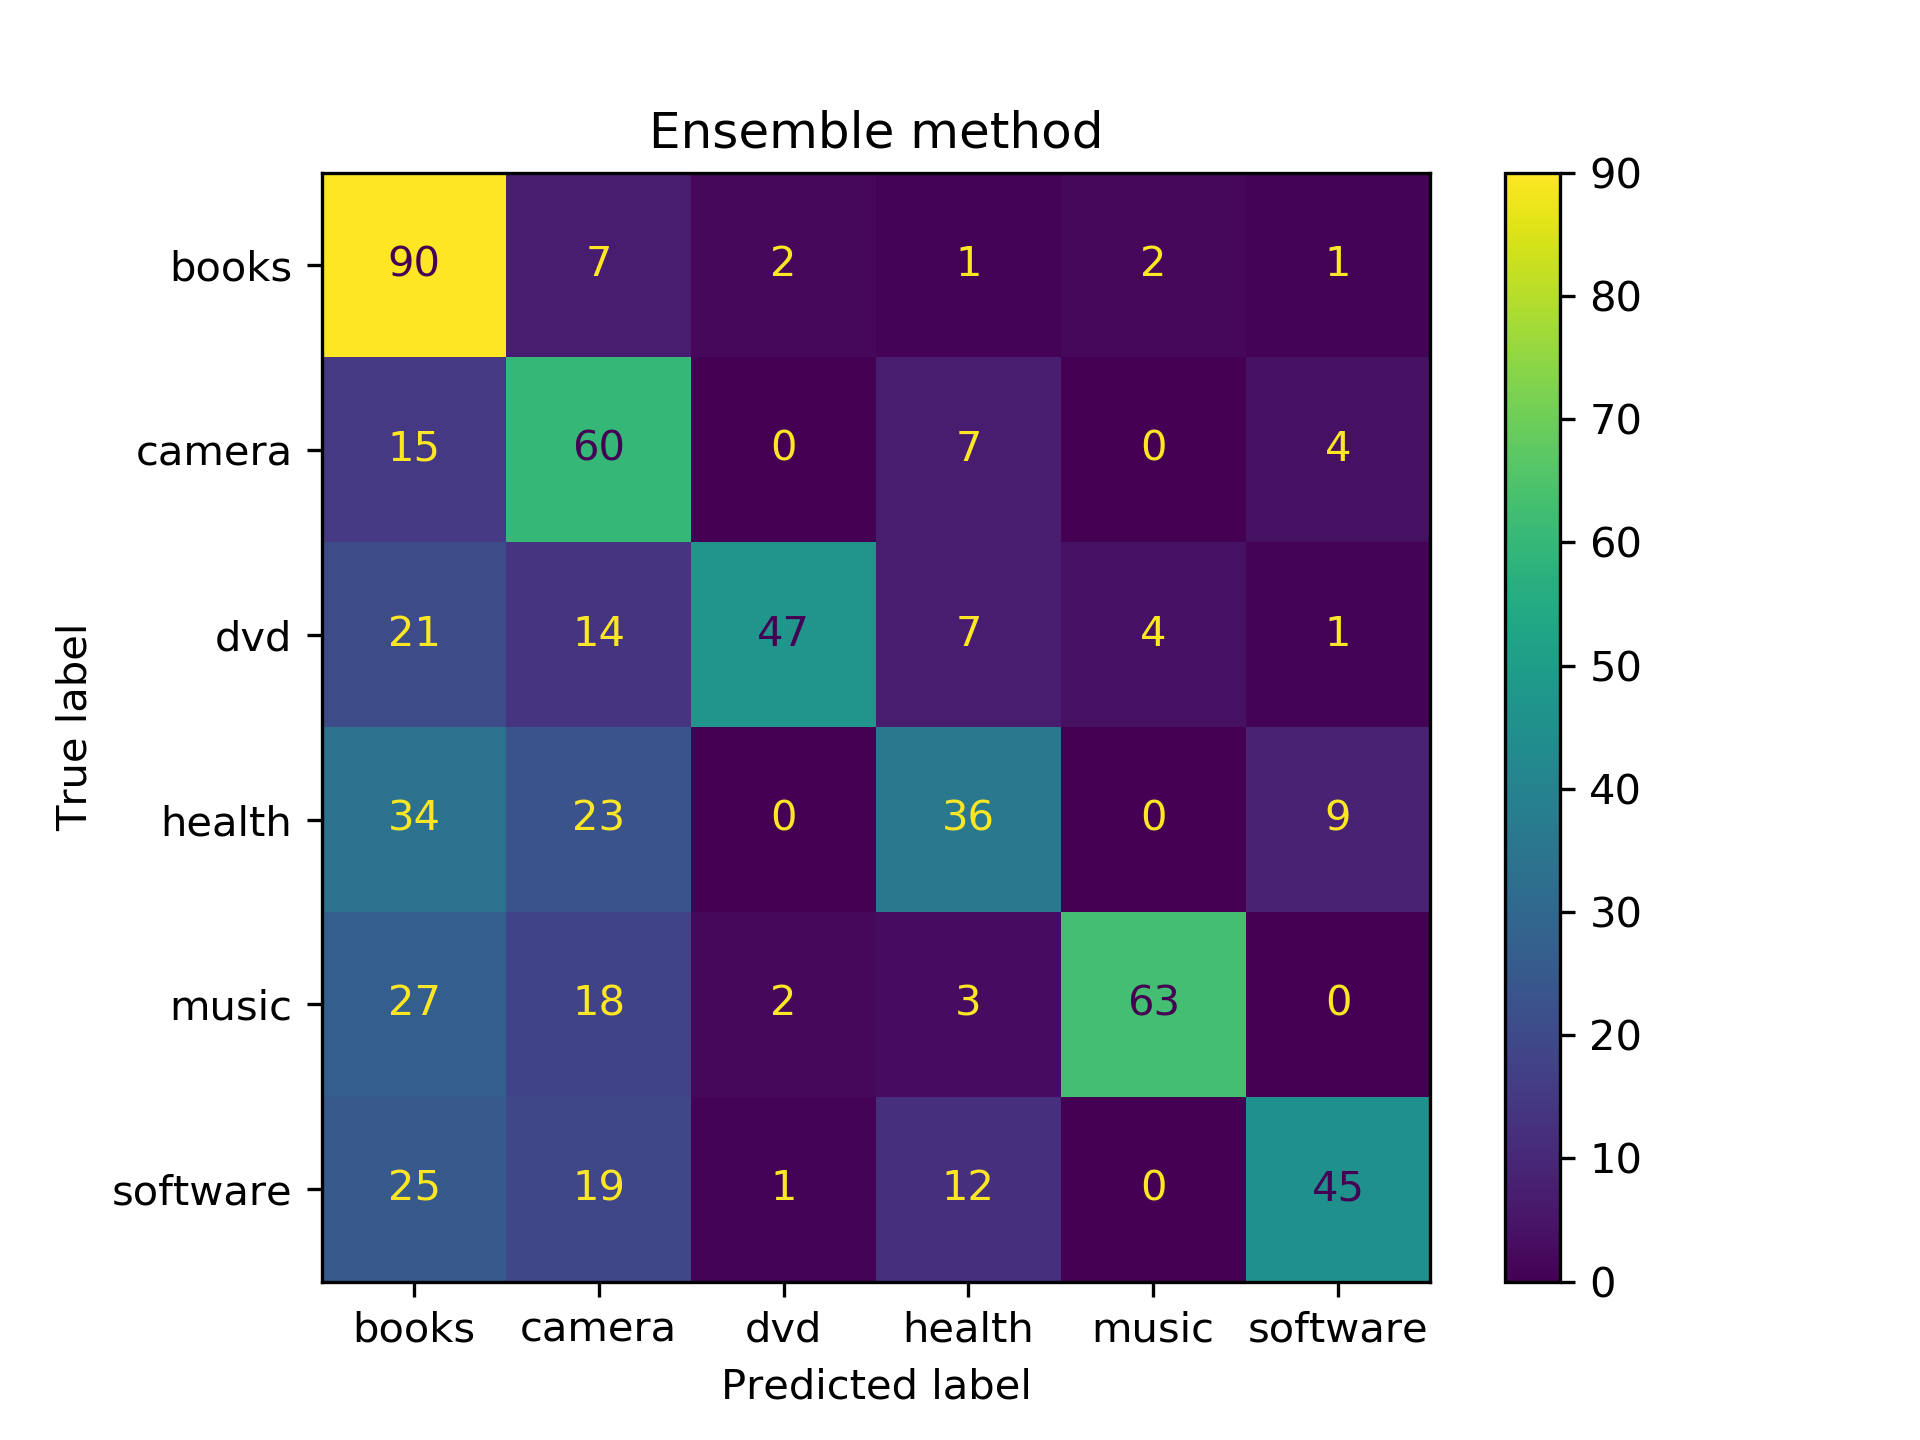 Ensemble method
books 90 7 2 1 2 1
camera 15 60 0 7 0 4
dvd 21 14 47 7 4 1
health 34 23 0 36 0 9
music 27 18 2 3 63 0
software 25 19 1 12 0 45
books camera dvd health music software
Predicted label
True label
90
80
70
60
50
40
30
20
10
0